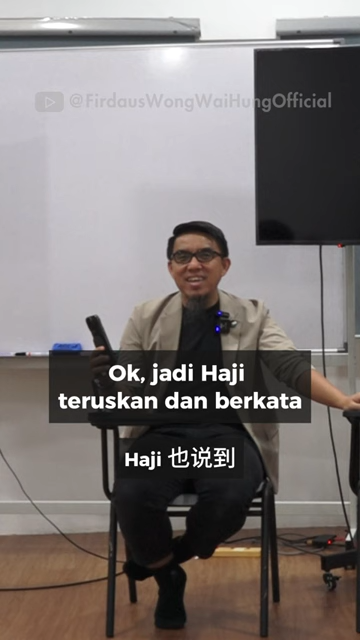 @FirdausWongWaiHungOfficial
Ok, jadi Haji
teruskan dan berkata
Haji 也说到